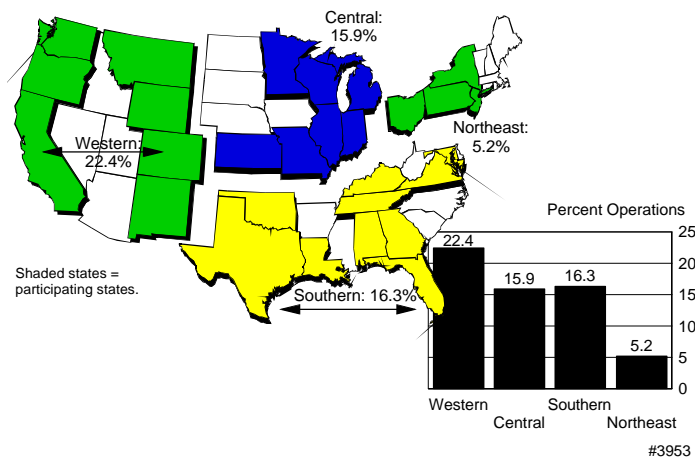 Central:
15.9%
Western:
22.4%
Northeast:
5.2%
Shaded states =
participating states.
Southern: 16.3%
Percent Operations
25
20
15
10
5
0
22.4
15.9
16.3
5.2
Western
Central
Southern
Northeast
#3953